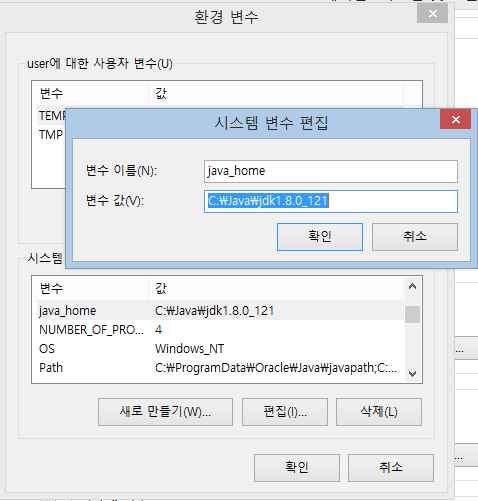 환경 변수
user에 대한 사용자 변수(U)
변수 값
TEMP
TMP
시스템 변수 편집
변수 이름(N): java_home
변수 값(V): C:₩Java₩jdk1.8.0_121
확인 취소
시스템
변수 값
java_home C:₩Java₩jdk1.8.0_121
NUMBER_OF_PRO... 4
OS Windows_NT
Path C:₩ProgramData₩Oracle₩Java₩javapath;C:...
새로 만들기(W)... 편집(I)... 삭제(L)
확인 취소